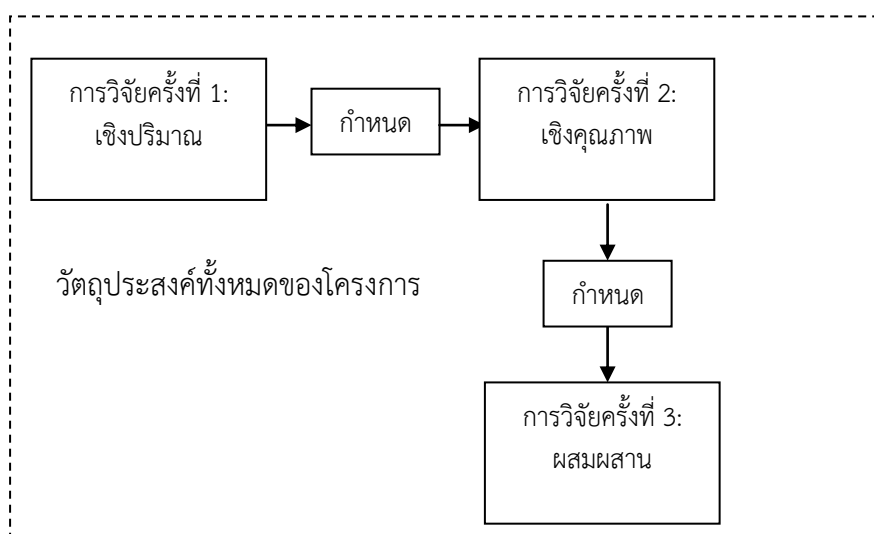 การวิจัยครั้งที่ 1:
เชิงปริมาณ
กำหนด
การวิจัยครั้งที่ 2:
เชิงคุณภาพ
วัตถุประสงค์ทั้งหมดของโครงการ
กำหนด
การวิจัยครั้งที่ 3:
ผสมผสาน